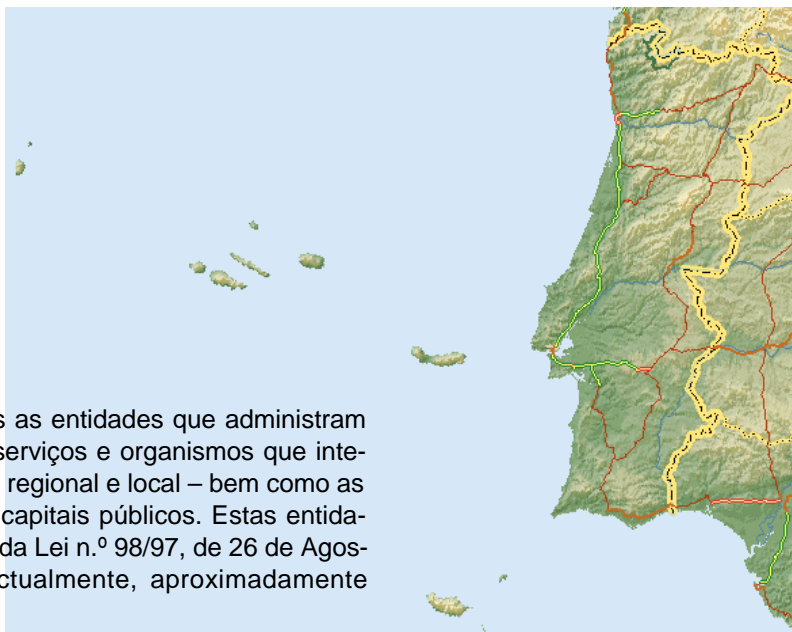 s as entidades que administram
serviços e organismos que inte-
regional e local – bem como as
capitais públicos. Estas entida-
da Lei n.º 98/97, de 26 de Agos-
ctualmente, aproximadamente